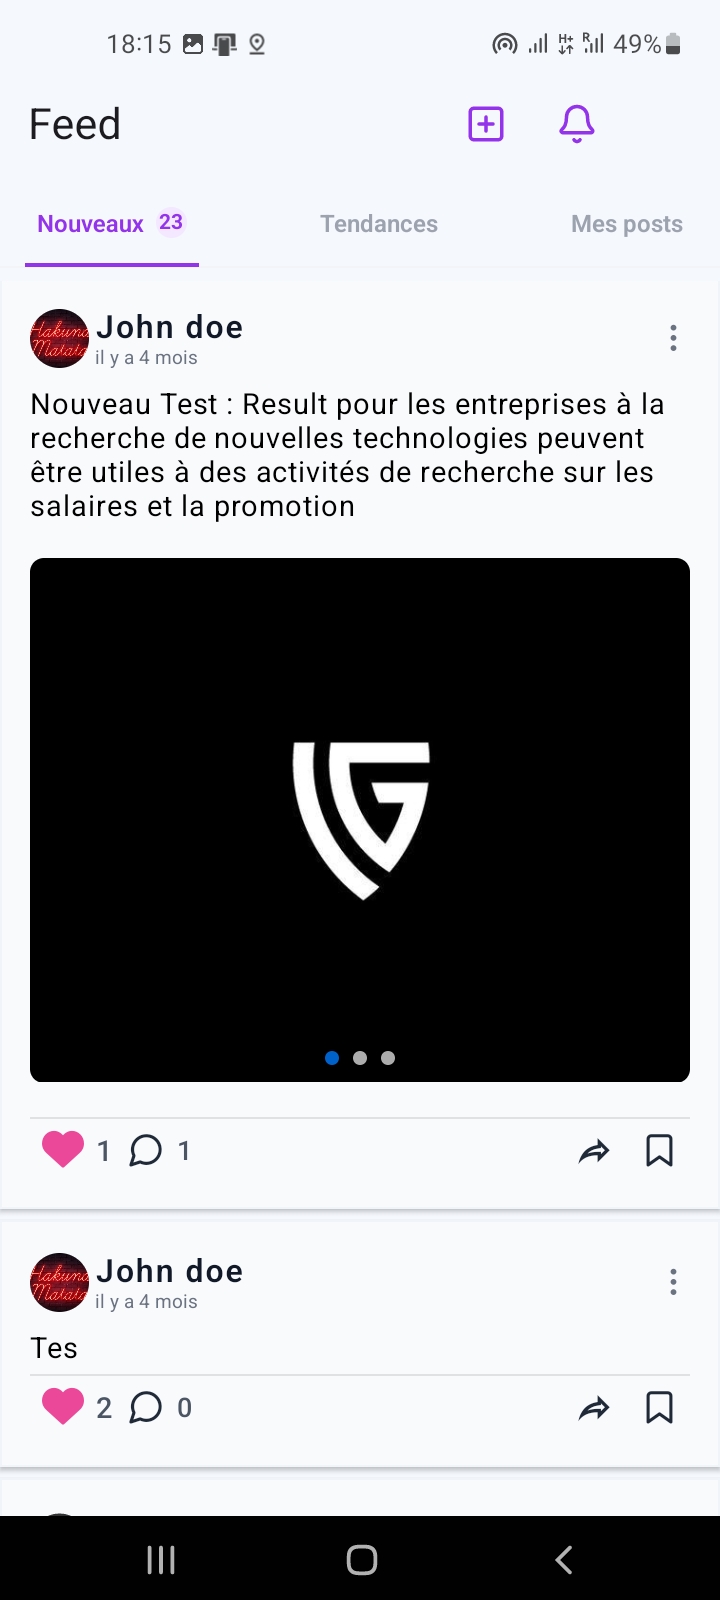 18:15 H+ R 49%
Feed
Nouveaux 23 Tendances Mes posts
Hakuna
Matata
John doe
il y a 4 mois
Nouveau Test : Result pour les entreprises à la
recherche de nouvelles technologies peuvent
être utiles à des activités de recherche sur les
salaires et la promotion
G
1 1
Hakuna
Matata
John doe
il y a 4 mois
Tes
2 0